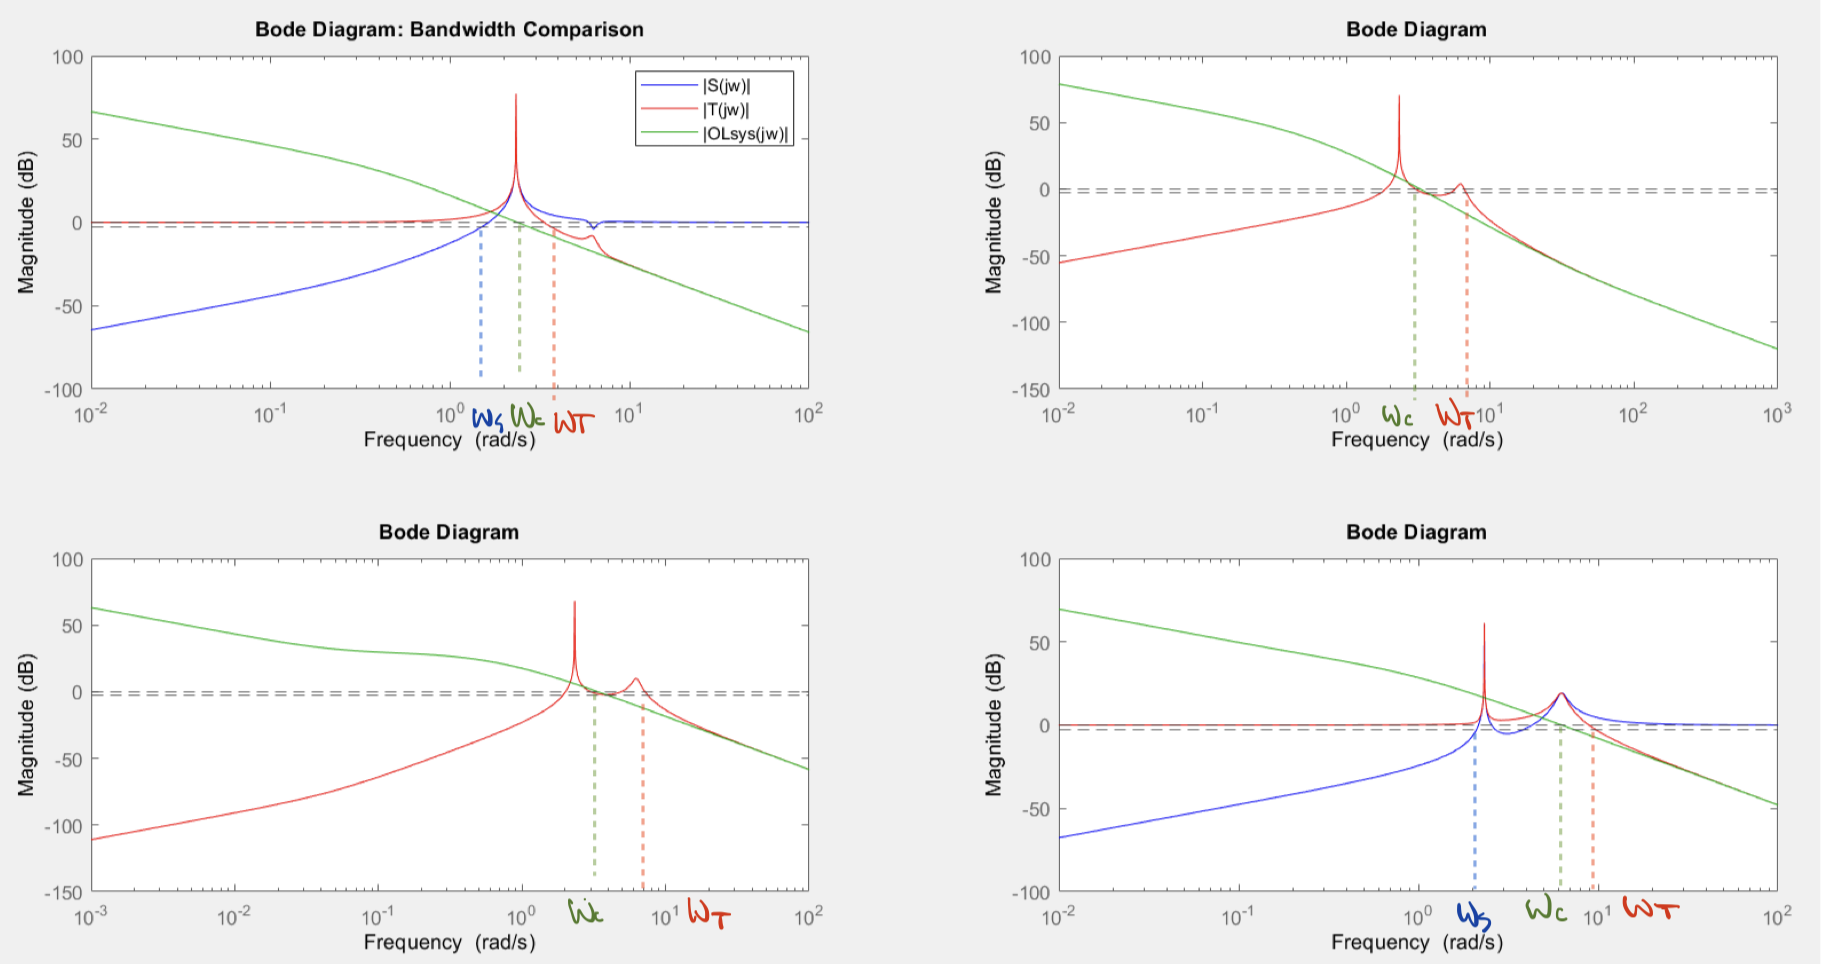 Bode Diagram: Bandwidth Comparison
100
50
0
-50
-100
Magnitude (dB)
|S(jw)|
|T(jw)|
|OLsys(jw)|
10-2
10-1
100
101
102
ws wc wT
Frequency (rad/s)
Bode Diagram
100
50
0
-50
-100
-150
Magnitude (dB)
10-2
10-1
100
101
102
103
wc wT
Frequency (rad/s)
Bode Diagram
100
50
0
-50
-100
-150
Magnitude (dB)
10-3
10-2
10-1
100
101
102
wc wT
Frequency (rad/s)
Bode Diagram
100
50
0
-50
-100
Magnitude (dB)
10-2
10-1
100
101
102
ws wc wT
Frequency (rad/s)